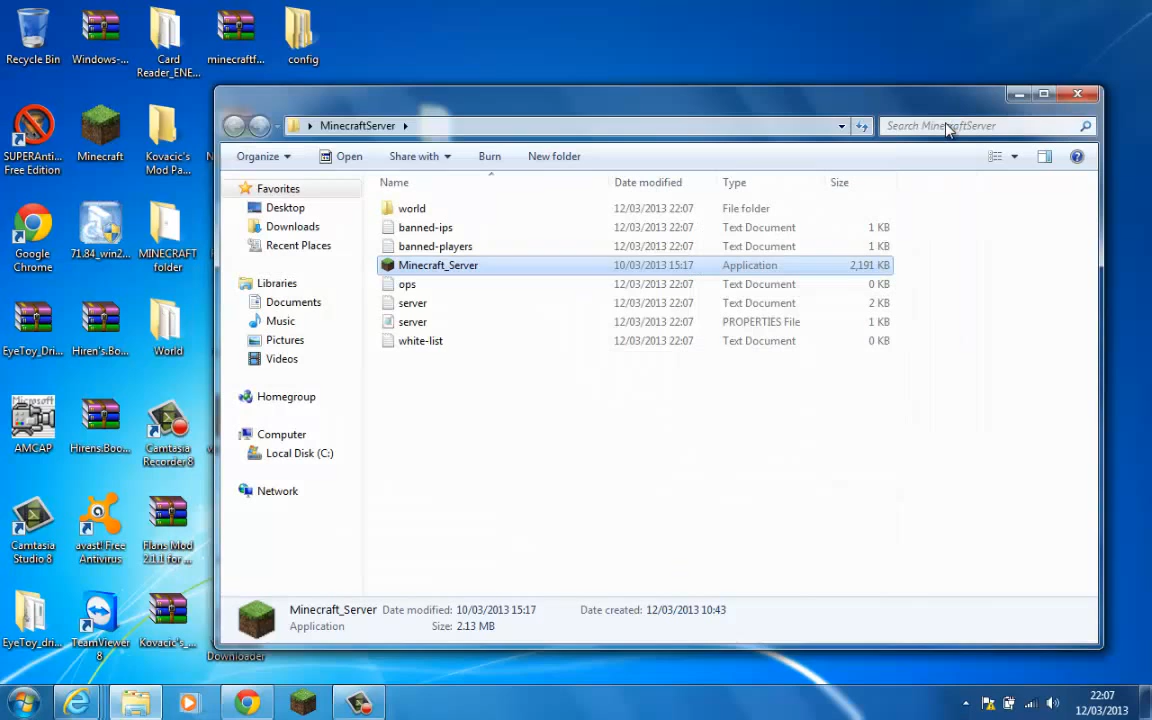 Recycle Bin
Windows-...
Card
Reader_ENE...
minecraftf...
config
SUPERAnti...
Free Edition
Minecraft
Kovacic's
Mod Pa...
Google
Chrome
71.84_win2...
MINECRAFT
folder
EyeToy_Dri...
Hiren's.Bo...
World
Microsoft
AMCAP
Hirens.Boo...
Camtasia
Recorder 8
Camtasia
Studio 8
avast! Free
Antivirus
Flans Mod
2.1.1 for ...
EyeToy_dri...
TeamViewer
8
Kovacic's_...
Downloader
MinecraftServer
Search MinecraftServer
Organize
Open
Share with
Burn
New folder
Favorites
Desktop
Downloads
Recent Places
Libraries
Documents
Music
Pictures
Videos
Homegroup
Computer
Local Disk (C:)
Network
Name Date modified Type Size
world 12/03/2013 22:07 File folder
banned-ips 12/03/2013 22:07 Text Document 1 KB
banned-players 12/03/2013 22:07 Text Document 1 KB
Minecraft_Server 10/03/2013 15:17 Application 2,191 KB
ops 12/03/2013 22:07 Text Document 0 KB
server 12/03/2013 22:07 Text Document 2 KB
server 12/03/2013 22:07 PROPERTIES File 1 KB
white-list 12/03/2013 22:07 Text Document 0 KB
Minecraft_Server Date modified: 10/03/2013 15:17 Date created: 12/03/2013 10:43
Application Size: 2.13 MB
22:07
12/03/2013